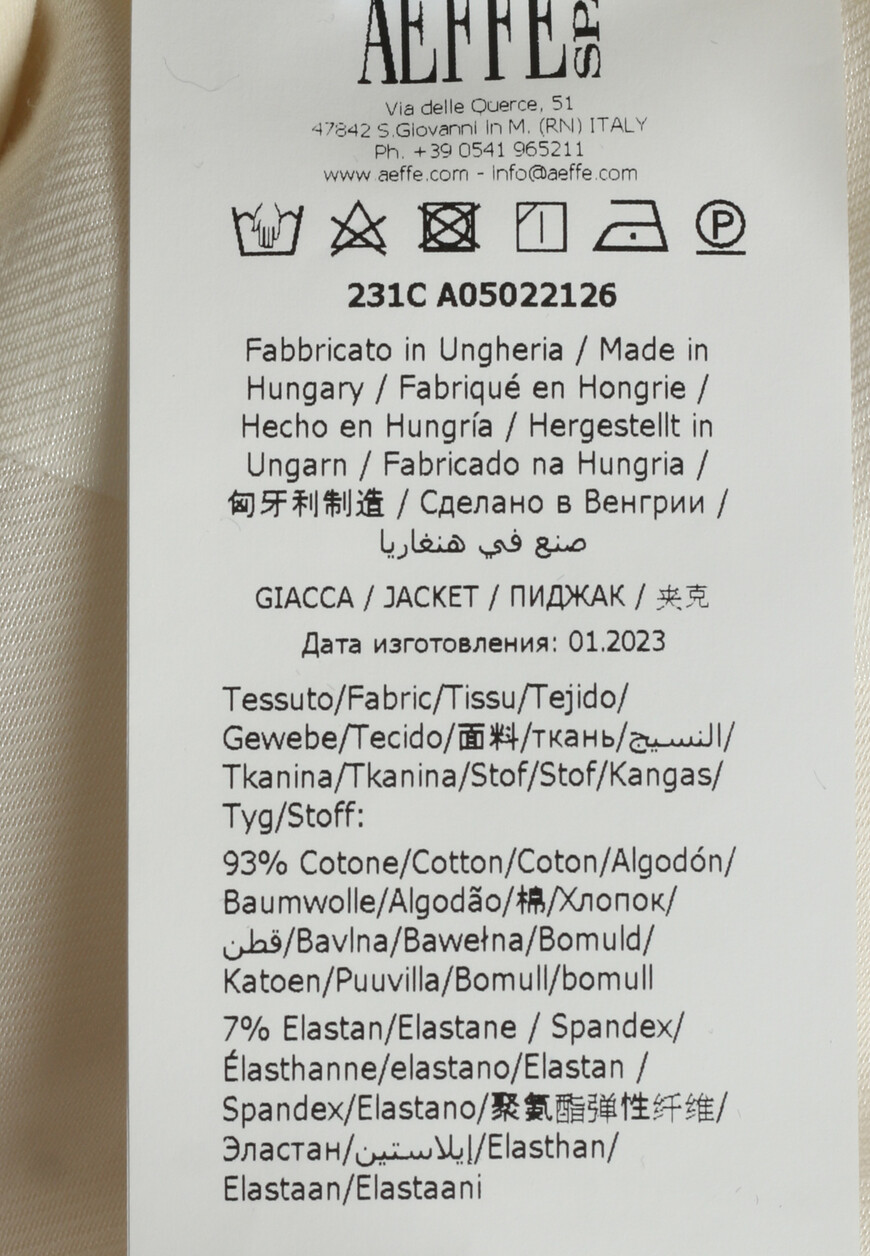 AEFFE SPA
Via delle Querce, 51
47842 S.Giovanni in M. (RN) ITALY
Ph. +39 0541 965211
www.aeffe.com - Info@aeffe.com
P
231C A05022126
Fabbricato in Ungheria / Made in
Hungary / Fabriqué en Hongrie /
Hecho en Hungría / Hergestellt in
Ungarn / Fabricado na Hungria /
匈牙利制造 / Сделано в Венгрии /
صنع في هنغاريا
GIACCA / JACKET / ПИДЖАК / 夹克
Дата изготовления: 01.2023
Tessuto/Fabric/Tissu/Tejido/
Gewebe/Tecido/面料/ткань/النسيج/
Tkanina/Tkanina/Stof/Stof/Kangas/
Tyg/Stoff:
93% Cotone/Cotton/Coton/Algodón/
Baumwolle/Algodão/棉/Хлопок/
قطن/Bavlna/Bawełna/Bomuld/
Katoen/Puuvilla/Bomull/bomull
7% Elastan/Elastane / Spandex/
Élasthanne/elastano/Elastan /
Spandex/Elastano/聚氨酯弹性纤维/
Эластан/إيلاستين/Elasthan/
Elastaan/Elastaani